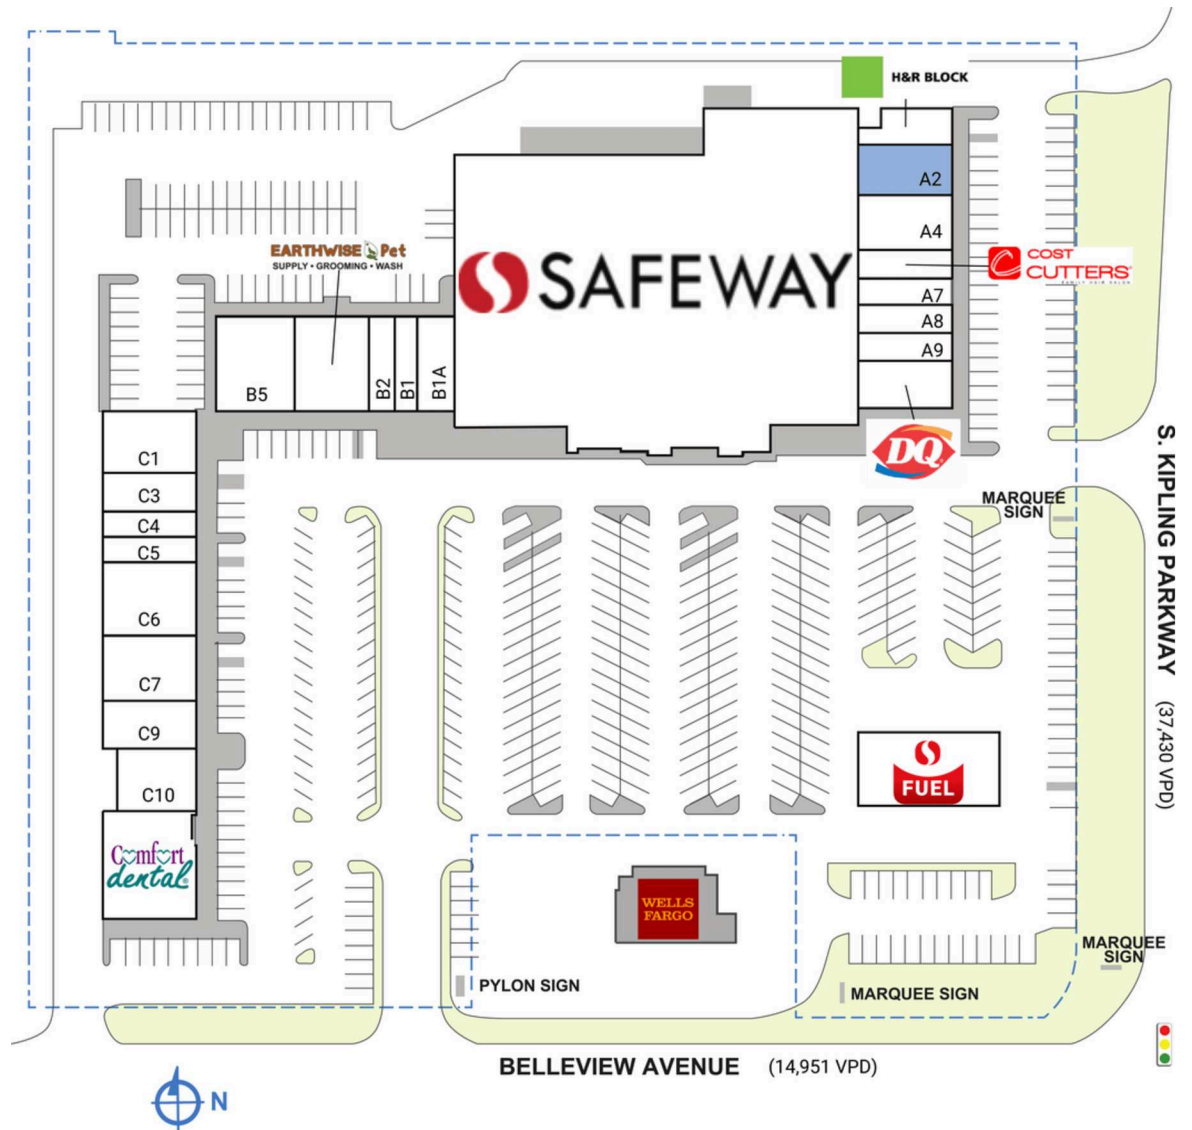 H&R BLOCK
A2
A4
EARTHWISE Pet
SUPPLY • GROOMING • WASH
SAFEWAY
COST
CUTTERS
A7
A8
A9
B5
B2
B1
B1A
DQ
C1
C3
C4
C5
C6
C7
C9
C10
MARQUEE
SIGN
S. KIPLING PARKWAY (37,430 VPD)
FUEL
Comfort
dental
WELLS
FARGO
MARQUEE
SIGN
PYLON SIGN
MARQUEE SIGN
BELLEVIEW AVENUE (14,951 VPD)
N